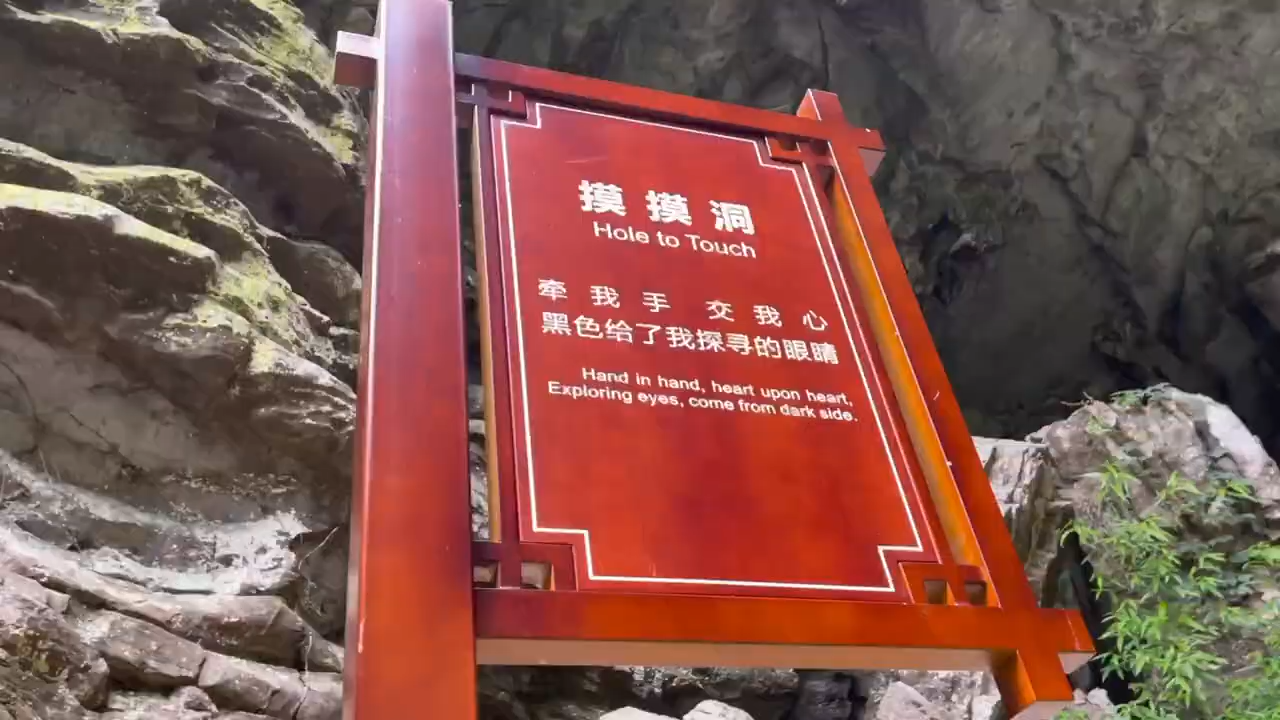 摸摸洞
Hole to Touch
牵我手 交我心
黑色给了我探寻的眼睛
Hand in hand, heart upon heart,
Exploring eyes, come from dark side.